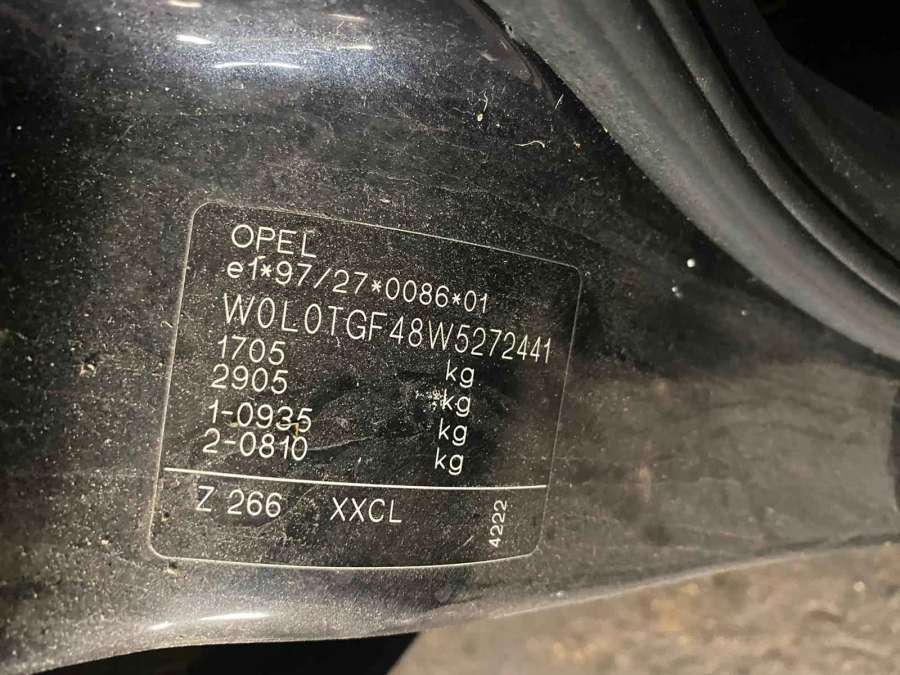 OPEL
e1*97/27*0086*01
W0L0TGF48W5272441
1705 kg
2905 kg
1-0935 kg
2-0810 kg
Z 266 XXCL 4222